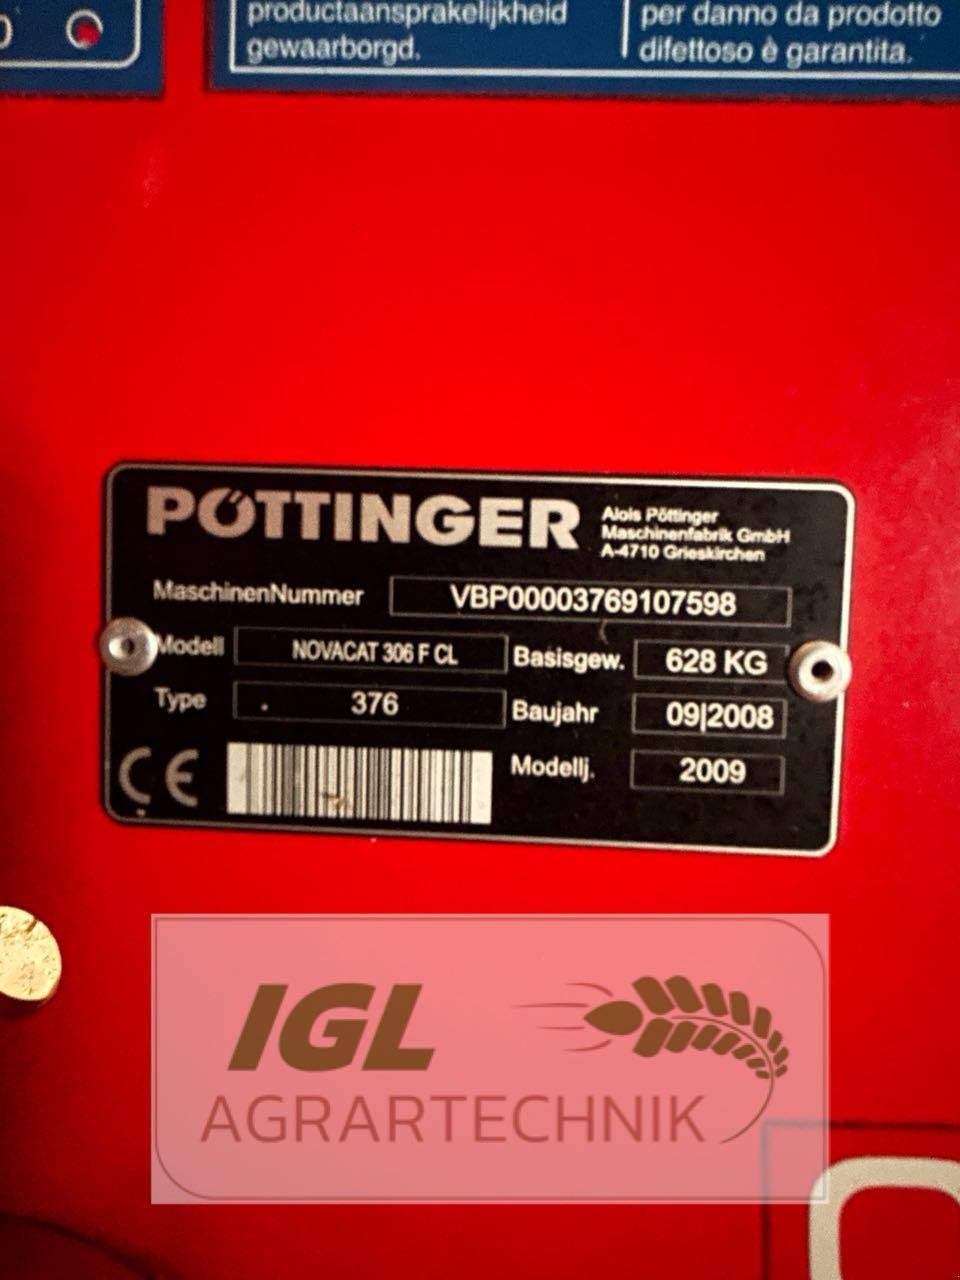 productaansprakelijkheid
gewaarborgd.
per danno da prodotto
difettoso è garantita.
PÖTTINGER
Alois Pöttinger
Maschinenfabrik GmbH
A-4710 Grieskirchen
MaschinenNummer VBP00003769107598
Modell NOVACAT 306 F CL Basisgew. 628 KG
Type 376 Baujahr 09|2008
CE Modellj. 2009
IGL
AGRARTECHNIK